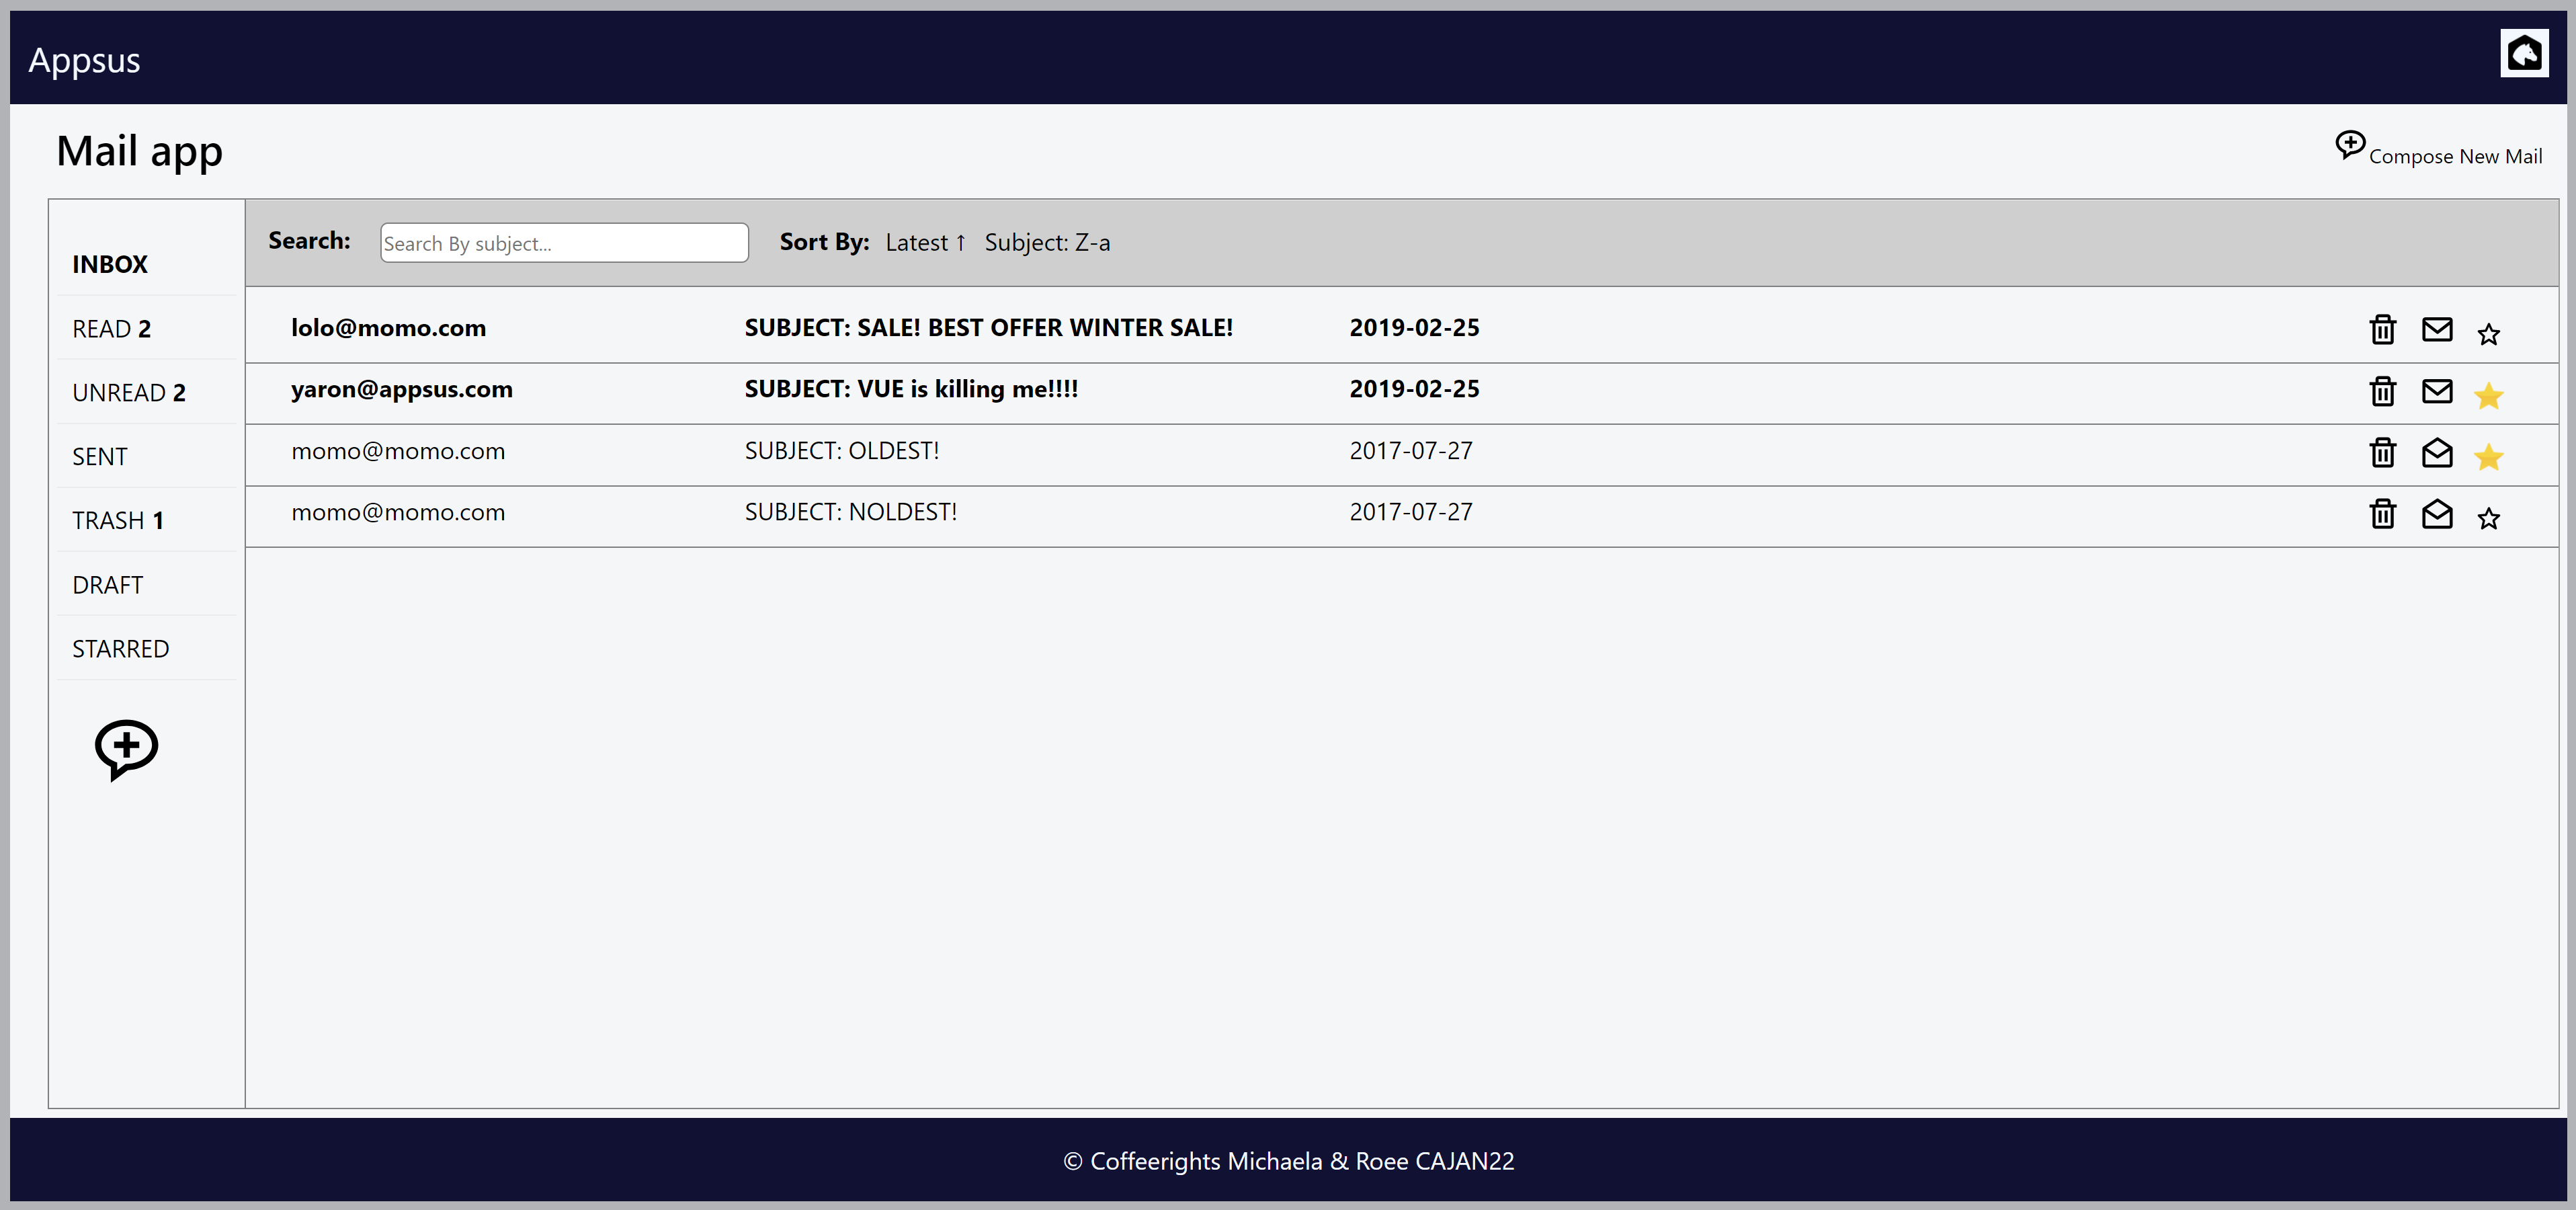 Appsus
Mail app
Compose New Mail
INBOX
READ 2
UNREAD 2
SENT
TRASH 1
DRAFT
STARRED
Search: Search By subject... Sort By: Latest ↑ Subject: Z-a
lolo@momo.com SUBJECT: SALE! BEST OFFER WINTER SALE! 2019-02-25
yaron@appsus.com SUBJECT: VUE is killing me!!!! 2019-02-25
momo@momo.com SUBJECT: OLDEST! 2017-07-27
momo@momo.com SUBJECT: NOLDEST! 2017-07-27
© Coffeerights Michaela & Roee CAJAN22